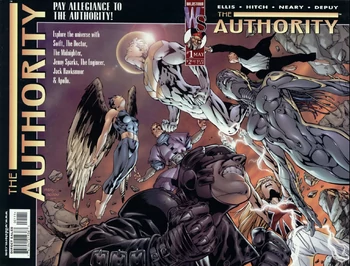 THE AUTHORITY
PAY ALLEGIANCE TO
THE AUTHORITY!
Explore the universe with
Swift, The Doctor,
The Midnighter,
Jenny Sparks, The Engineer,
Jack Hawksmoor
& Apollo.
WS
#1 MAY
ELLIS • HITCH • NEARY • DEPUY
THE
AUTHORITY